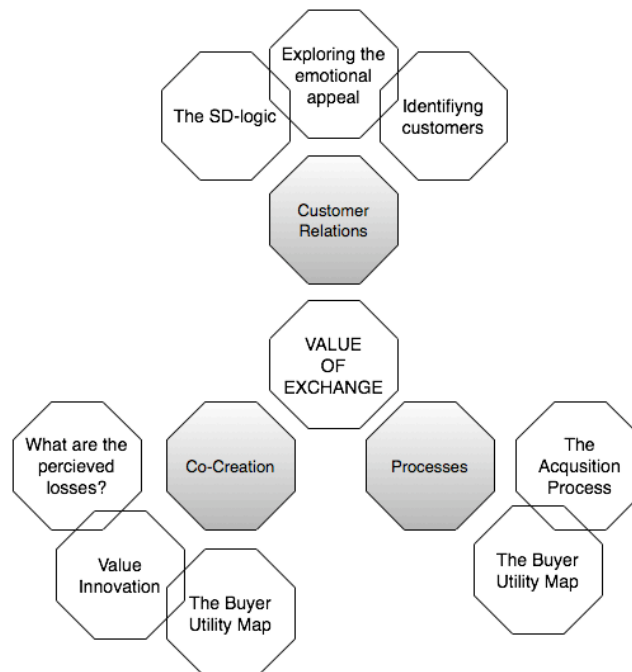 Exploring the
emotional
appeal
The SD-logic
Identifiyng
customers
Customer
Relations
VALUE
OF
EXCHANGE
What are the
percieved
losses?
Co-Creation
Processes
The
Acqusition
Process
Value
Innovation
The Buyer
Utility Map
The Buyer
Utility Map